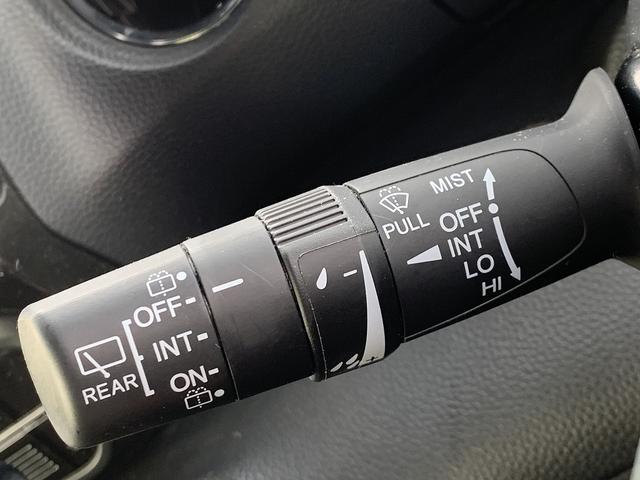 MIST
OFF
PULL
INT
LO
HI
OFF
INT
ON
REAR